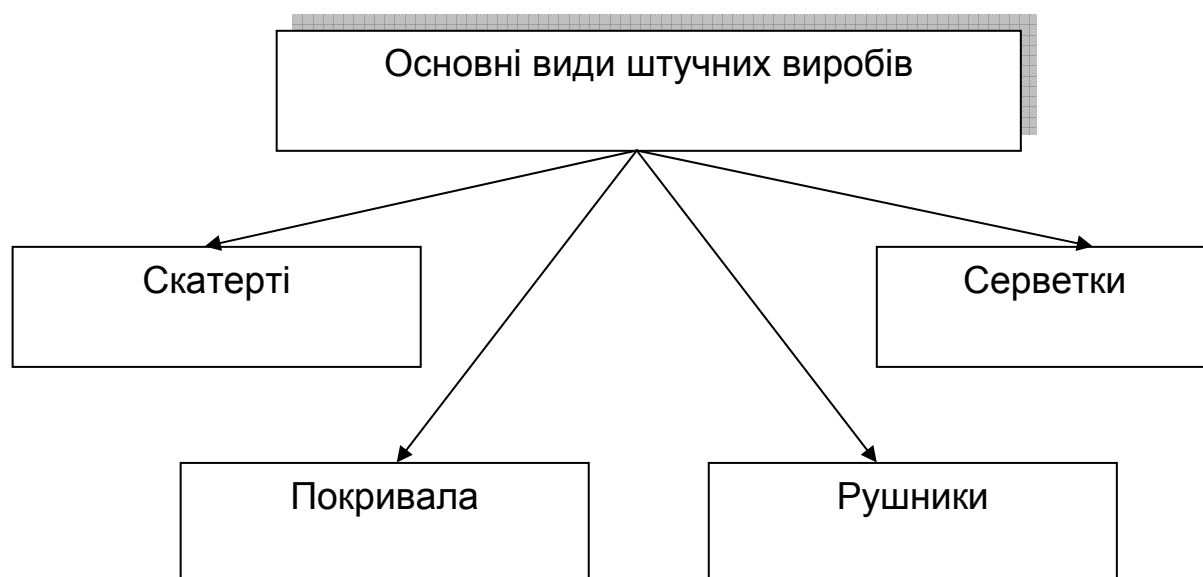 Основні види штучних виробів
Скатерті
Серветки
Покривала
Рушники